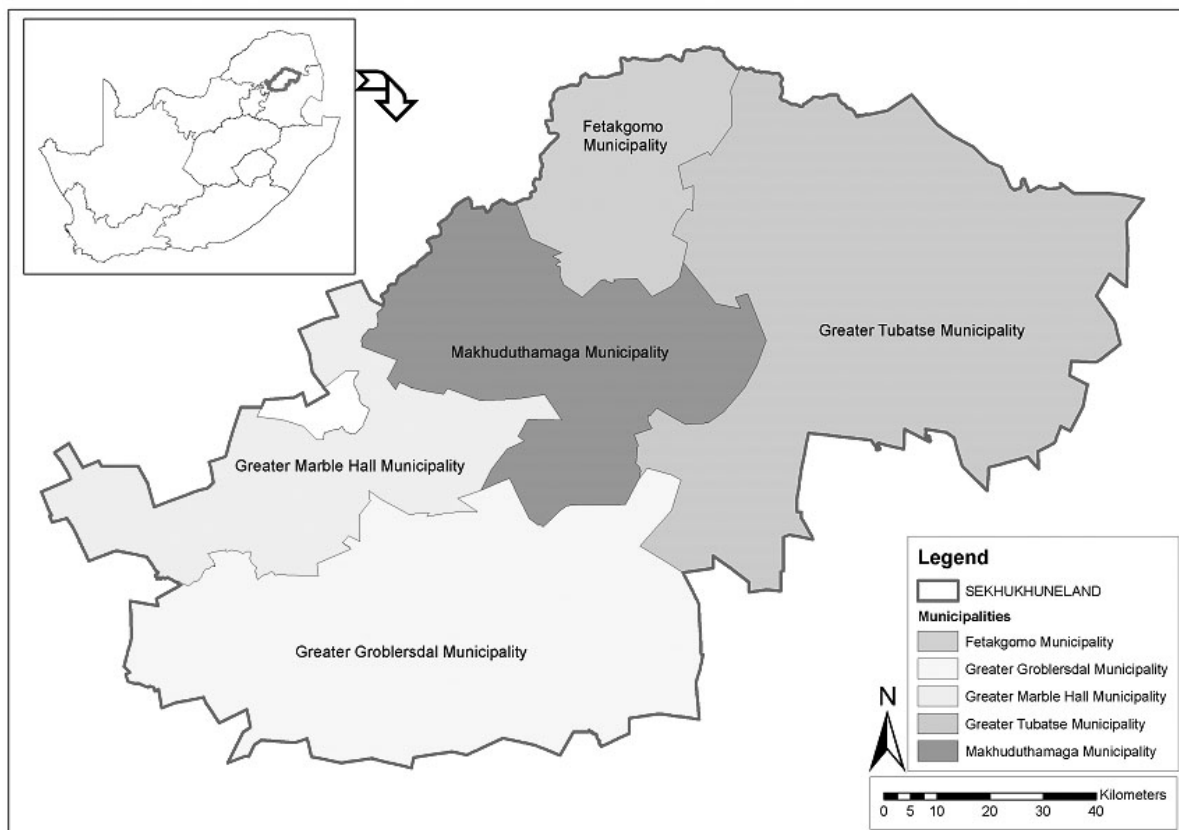 Fetakgomo
Municipality
Greater Tubatse Municipality
Makhuduthamaga Municipality
Greater Marble Hall Municipality
Greater Groblersdal Municipality
Legend
SEKHUKHUNELAND
Municipalities
Fetakgomo Municipality
Greater Groblersdal Municipality
Greater Marble Hall Municipality
Greater Tubatse Municipality
Makhuduthamaga Municipality
N
Kilometers
0 5 10 20 30 40